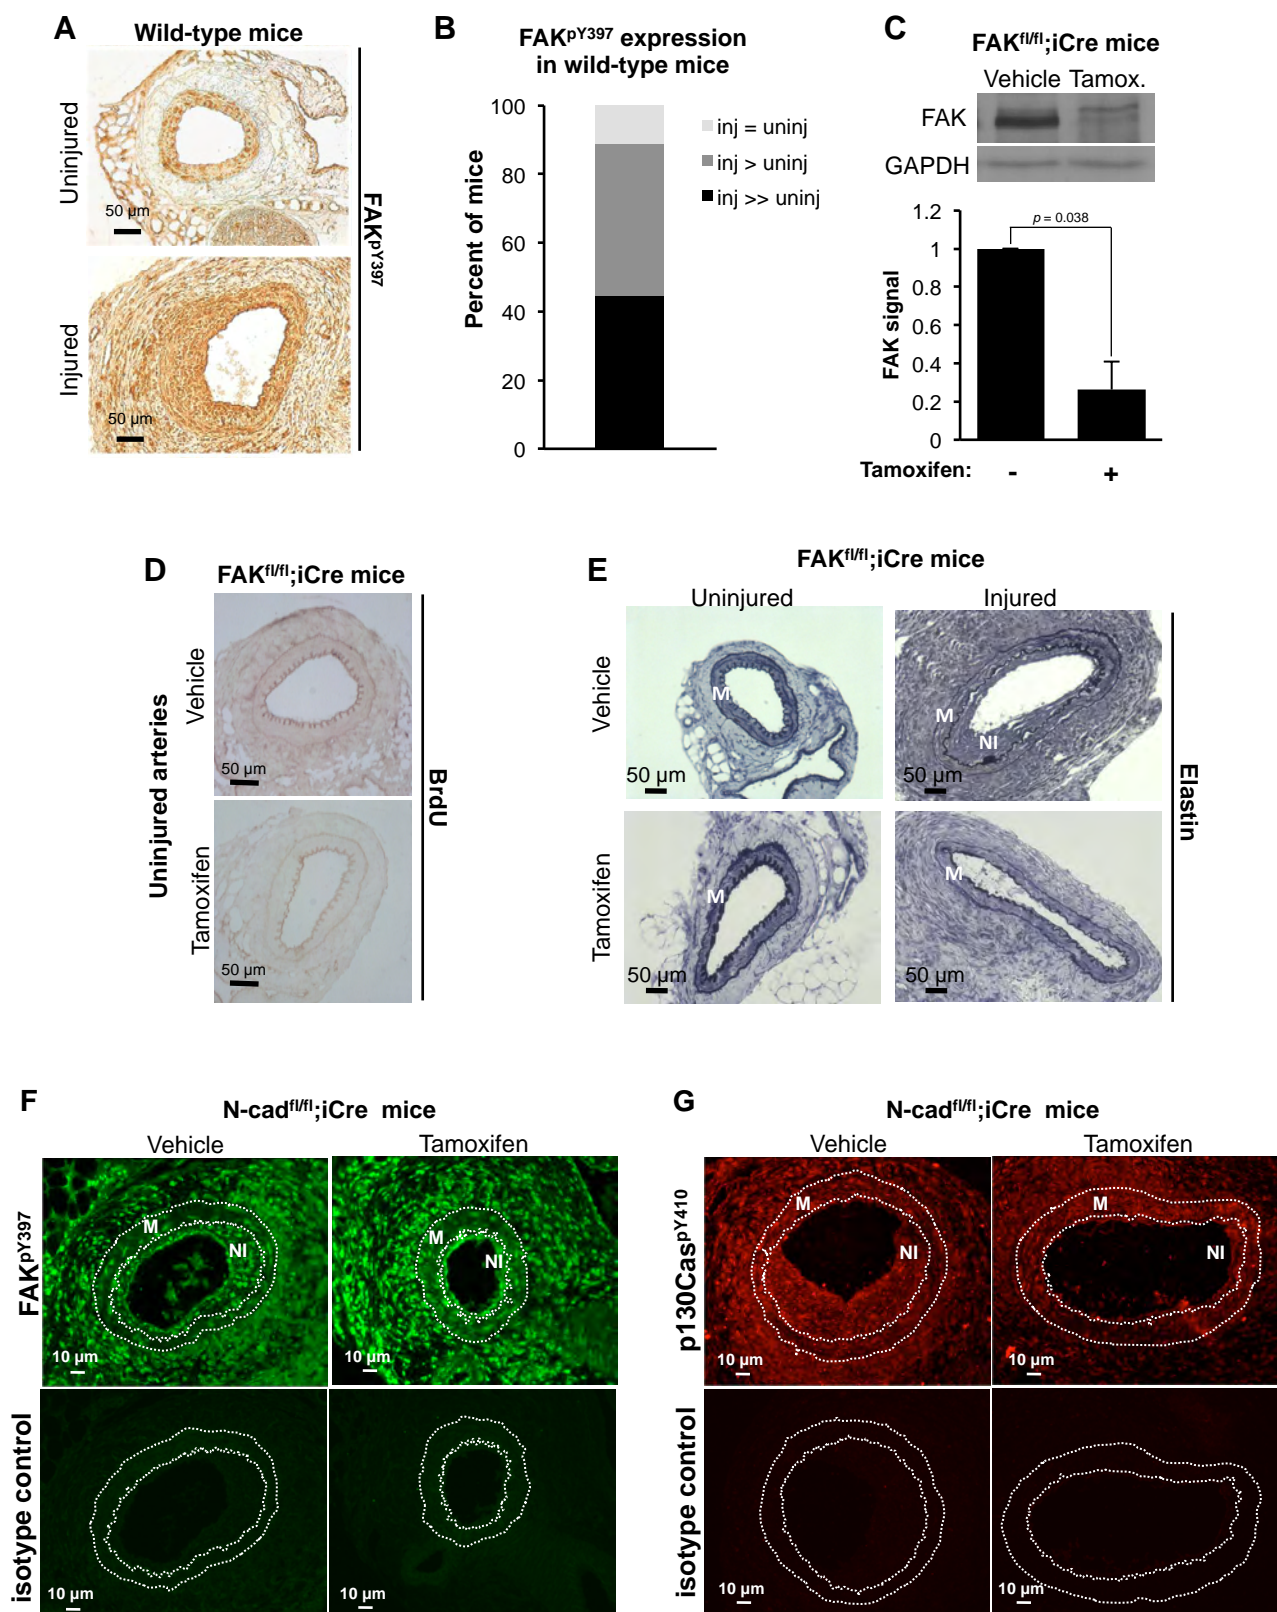 A
Wild-type mice
Uninjured
50 µm
Injured
50 µm
FAKpY397
B
FAKpY397 expression
in wild-type mice
Percent of mice
100
80
60
40
20
0
inj = uninj
inj > uninj
inj >> uninj
C
FAKfl/fl;iCre mice
Vehicle Tamox.
FAK
GAPDH
FAK signal
1.2
1
0.8
0.6
0.4
0.2
0
p = 0.038
Tamoxifen: - +
D
FAKfl/fl;iCre mice
Uninjured arteries
Vehicle
50 µm
Tamoxifen
50 µm
BrdU
E
FAKfl/fl;iCre mice
Uninjured Injured
Vehicle
M
50 µm
M
NI
50 µm
Tamoxifen
M
50 µm
M
50 µm
Elastin
F
N-cadfl/fl;iCre mice
Vehicle Tamoxifen
FAKpY397
M
NI
10 µm
M
NI
10 µm
isotype control
10 µm
10 µm
G
N-cadfl/fl;iCre mice
Vehicle Tamoxifen
p130CaspY410
M
NI
10 µm
M
NI
10 µm
isotype control
10 µm
10 µm